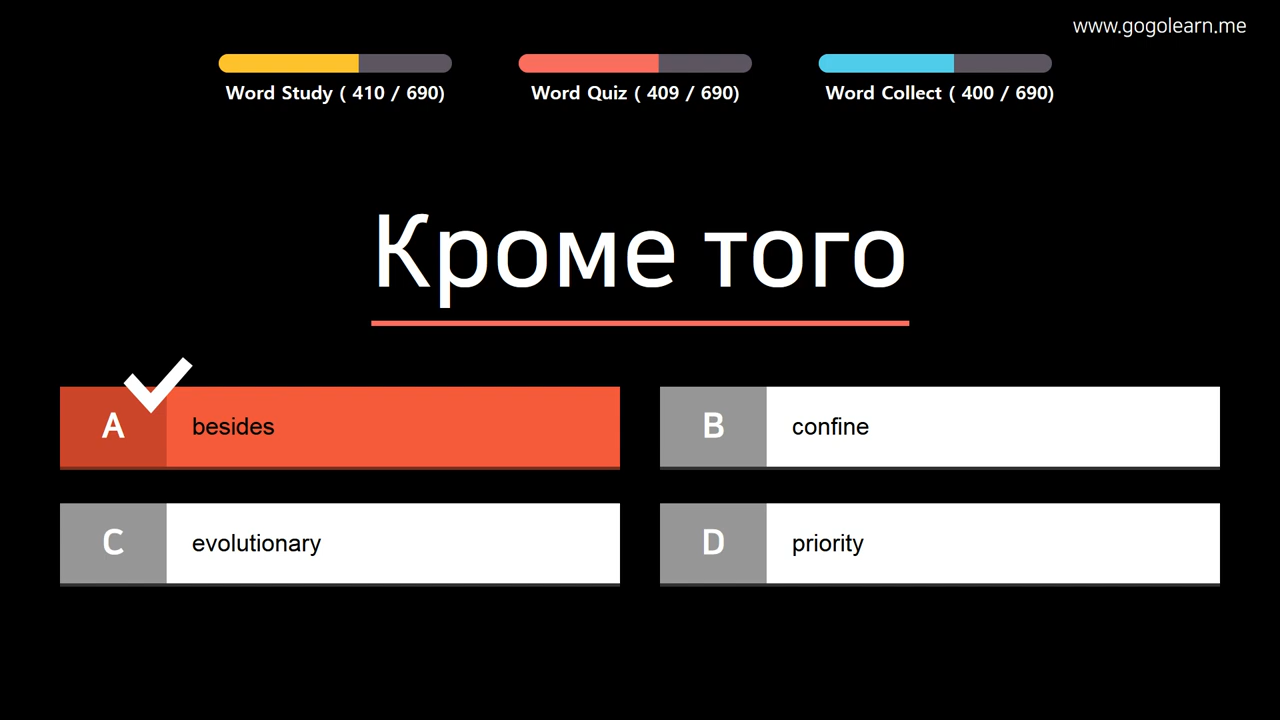 www.gogolearn.me
Word Study ( 410 / 690)
Word Quiz ( 409 / 690)
Word Collect ( 400 / 690)
Кроме того
A besides
B confine
C evolutionary
D priority